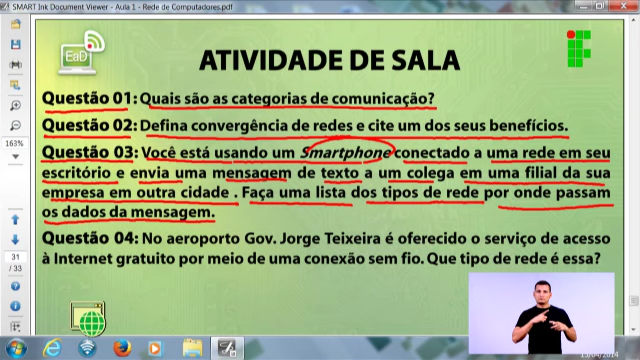 SMART Ink Document Viewer - Aula 1 - Rede de Computadores.pdf
EaD
ATIVIDADE DE SALA
Questão 01: Quais são as categorias de comunicação?
Questão 02: Defina convergência de redes e cite um dos seus benefícios.
Questão 03: Você está usando um Smartphone conectado a uma rede em seu
escritório e envia uma mensagem de texto a um colega em uma filial da sua
empresa em outra cidade . Faça uma lista dos tipos de rede por onde passam
os dados da mensagem.
Questão 04: No aeroporto Gov. Jorge Teixeira é oferecido o serviço de acesso
à Internet gratuito por meio de uma conexão sem fio. Que tipo de rede é essa?
163%
31
/ 33
15/04/2014